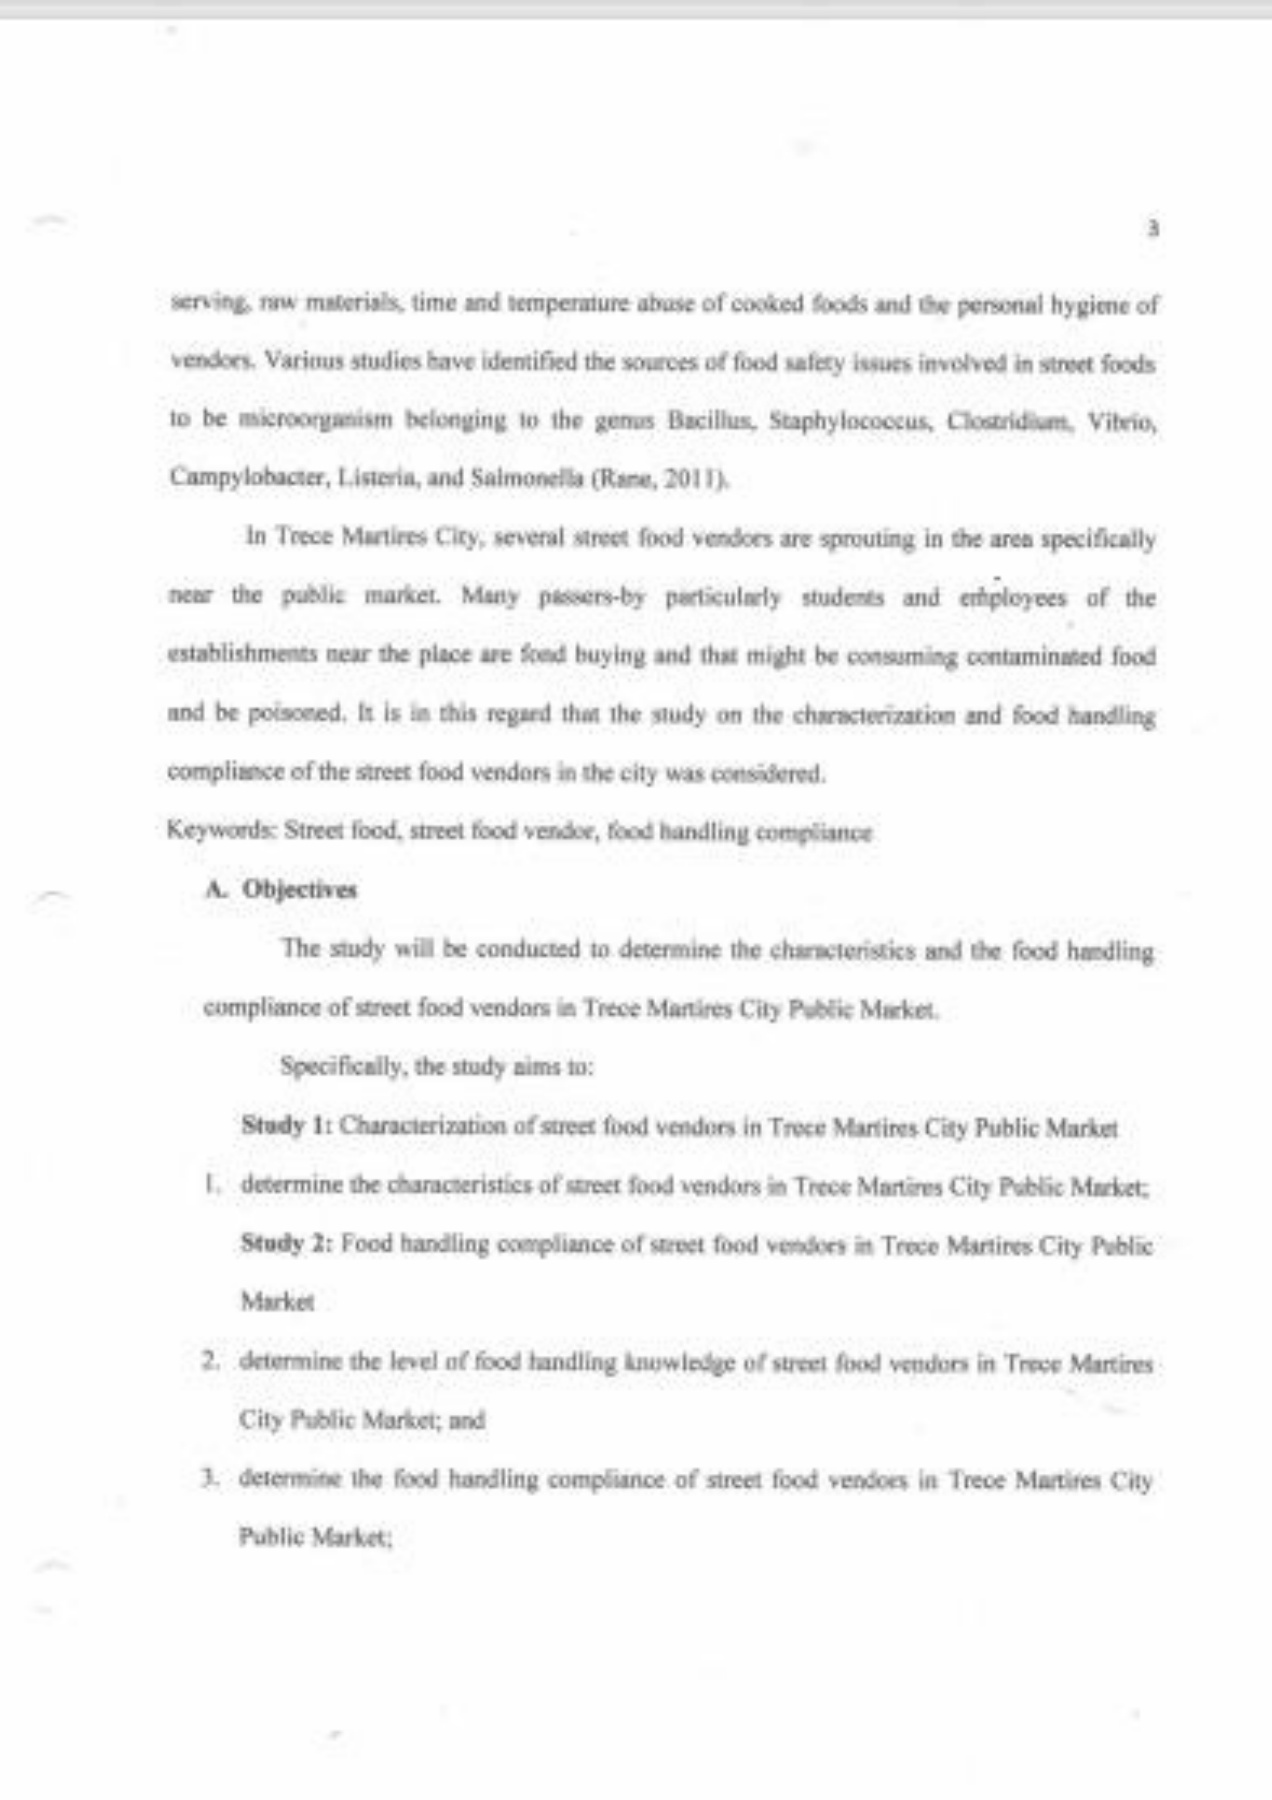 3
serving, raw materials, time and temperature abuse of cooked foods and the personal hygiene of
vendors. Various studies have identified the sources of food safety issues involved in street foods
to be microorganism belonging to the genus Bacillus, Staphylococcus, Clostridium, Vibrio,
Campylobacter, Listeria, and Salmonella (Rane, 2011).
In Trece Martires City, several street food vendors are sprouting in the area specifically
near the public market. Many passers-by particularly students and employees of the
establishments near the place are fond buying and that might be consuming contaminated food
and be poisoned. It is in this regard that the study on the characterization and food handling
compliance of the street food vendors in the city was considered.
Keywords: Street food, street food vendor, food handling compliance
A. Objectives
The study will be conducted to determine the characteristics and the food handling
compliance of street food vendors in Trece Martires City Public Market.
Specifically, the study aims to:
Study 1: Characterization of street food vendors in Trece Martires City Public Market
1. determine the characteristics of street food vendors in Trece Martires City Public Market;
Study 2: Food handling compliance of street food vendors in Trece Martires City Public
Market
2. determine the level of food handling knowledge of street food vendors in Trece Martires
City Public Market; and
3. determine the food handling compliance of street food vendors in Trece Martires City
Public Market;